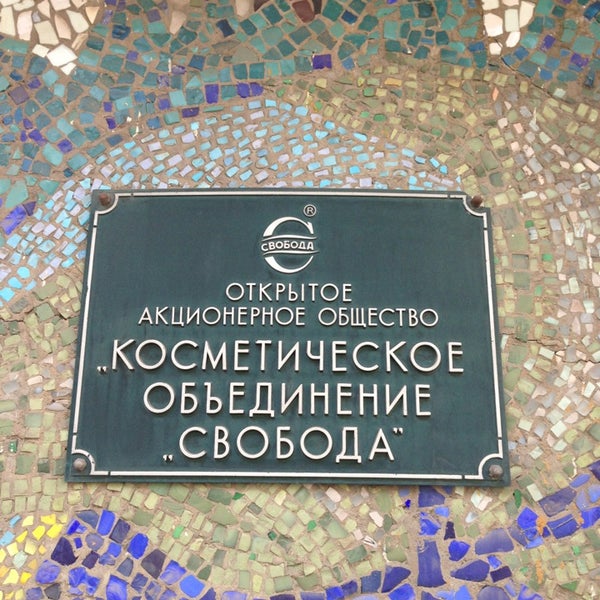 ®
СВОБОДА
ОТКРЫТОЕ
АКЦИОНЕРНОЕ ОБЩЕСТВО
„КОСМЕТИЧЕСКОЕ
ОБЪЕДИНЕНИЕ
„СВОБОДА"